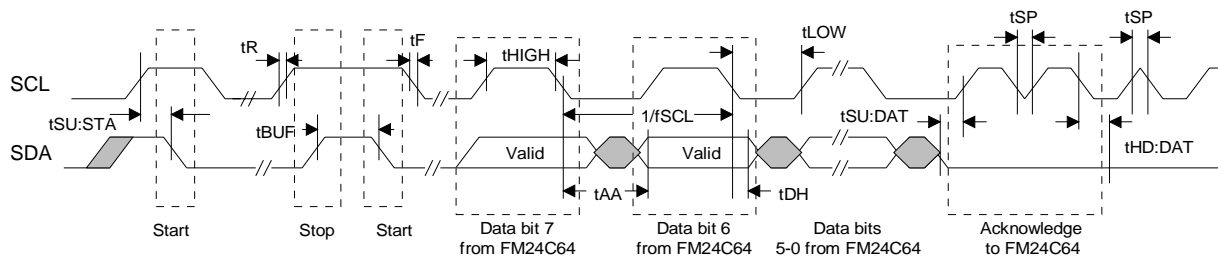 tSP
tSP
tR
tF
tHIGH
tLOW
SCL
tSU:STA
tBUF
1/fSCL
tSU:DAT
tHD:DAT
SDA
Valid
Valid
tAA
tDH
Start
Stop
Start
Data bit 7
from FM24C64
Data bit 6
from FM24C64
Data bits
5-0 from FM24C64
Acknowledge
to FM24C64